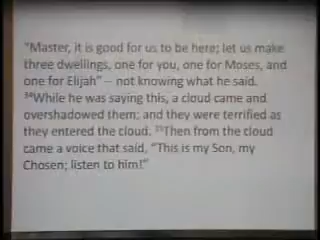 "Master, it is good for us to be here; let us make
three dwellings, one for you, one for Moses, and
one for Elijah" – not knowing what he said.
³⁴While he was saying this, a cloud came and
overshadowed them; and they were terrified as
they entered the cloud. ³⁵Then from the cloud
came a voice that said, "This is my Son, my
Chosen; listen to him!"